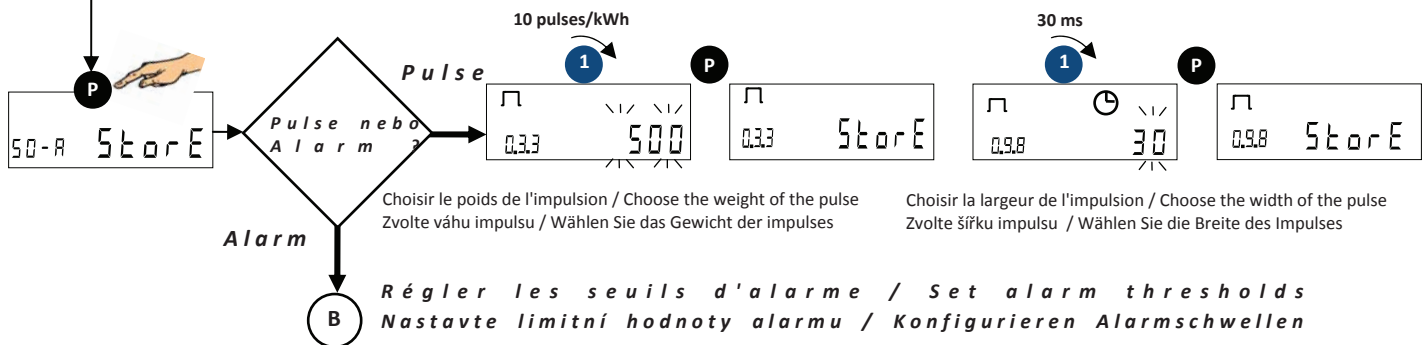 10 pulses/kWh
30 ms
P
SO-A StorE
Pulse nebo
Alarm ?
Pulse
1
P
0.3.3 500
0.3.3 StorE
1
P
0.9.8 30
0.9.8 StorE
Choisir le poids de l'impulsion / Choose the weight of the pulse
Zvolte váhu impulsu / Wählen Sie das Gewicht der impulses
Choisir la largeur de l'impulsion / Choose the width of the pulse
Zvolte šířku impulsu / Wählen Sie die Breite des Impulses
Alarm
B
Régler les seuils d'alarme / Set alarm thresholds
Nastavte limitní hodnoty alarmu / Konfigurieren Alarmschwellen